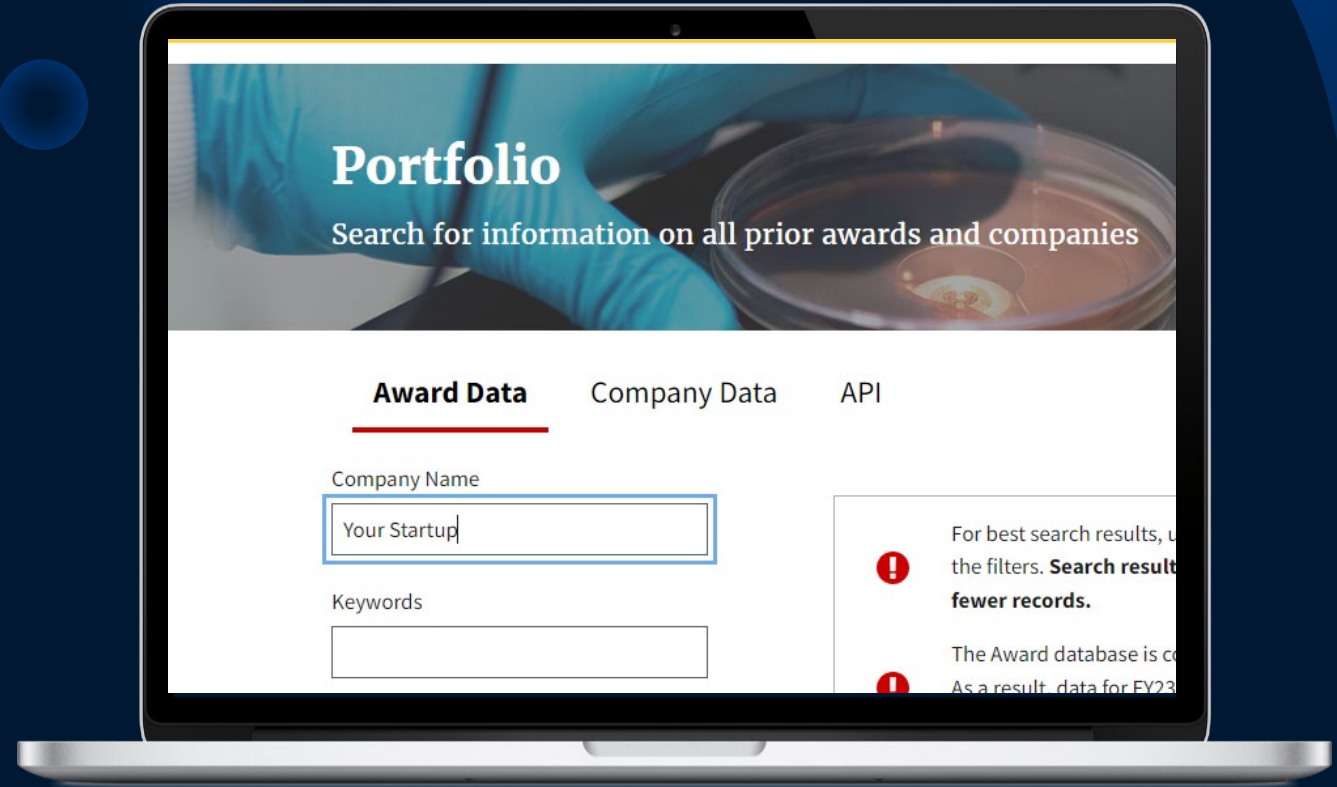 Portfolio
Search for information on all prior awards and companies
Award Data Company Data API
Company Name
Your Startup
For best search results, u
the filters. Search result
fewer records.
Keywords
The Award database is co
As a result, data for FY23